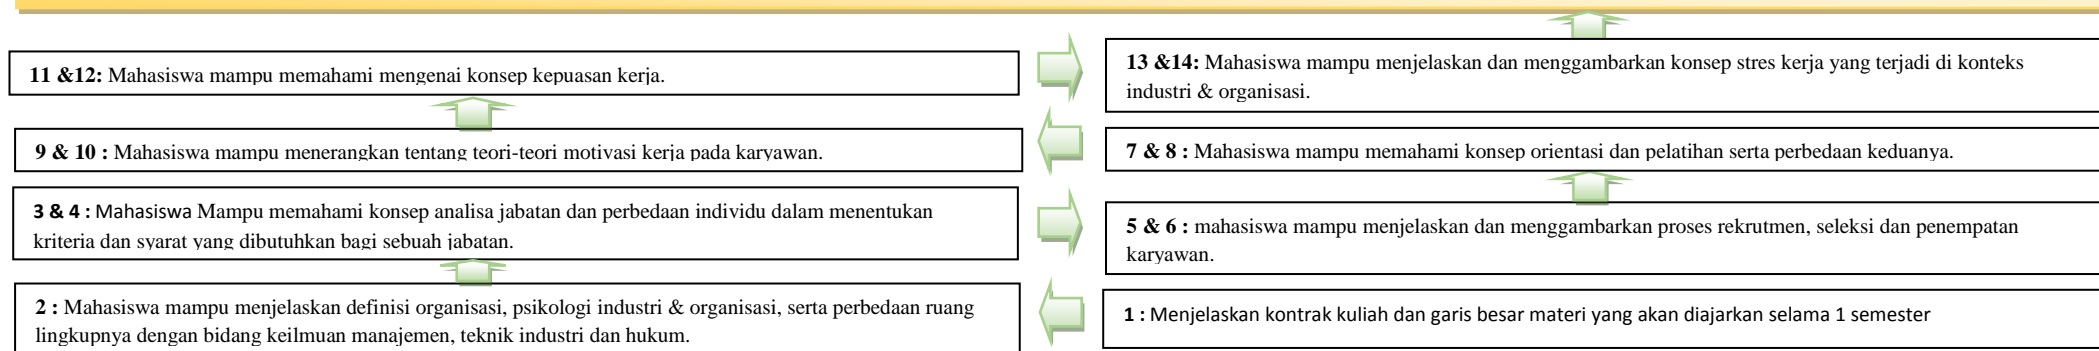 11 &12: Mahasiswa mampu memahami mengenai konsep kepuasan kerja.
13 &14: Mahasiswa mampu menjelaskan dan menggambarkan konsep stres kerja yang terjadi di konteks
industri & organisasi.
9 & 10 : Mahasiswa mampu menerangkan tentang teori-teori motivasi kerja pada karyawan.
7 & 8 : Mahasiswa mampu memahami konsep orientasi dan pelatihan serta perbedaan keduanya.
3 & 4 : Mahasiswa Mampu memahami konsep analisa jabatan dan perbedaan individu dalam menentukan
kriteria dan syarat yang dibutuhkan bagi sebuah jabatan.
5 & 6 : mahasiswa mampu menjelaskan dan menggambarkan proses rekrutmen, seleksi dan penempatan
karyawan.
2 : Mahasiswa mampu menjelaskan definisi organisasi, psikologi industri & organisasi, serta perbedaan ruang
lingkupnya dengan bidang keilmuan manajemen, teknik industri dan hukum.
1 : Menjelaskan kontrak kuliah dan garis besar materi yang akan diajarkan selama 1 semester